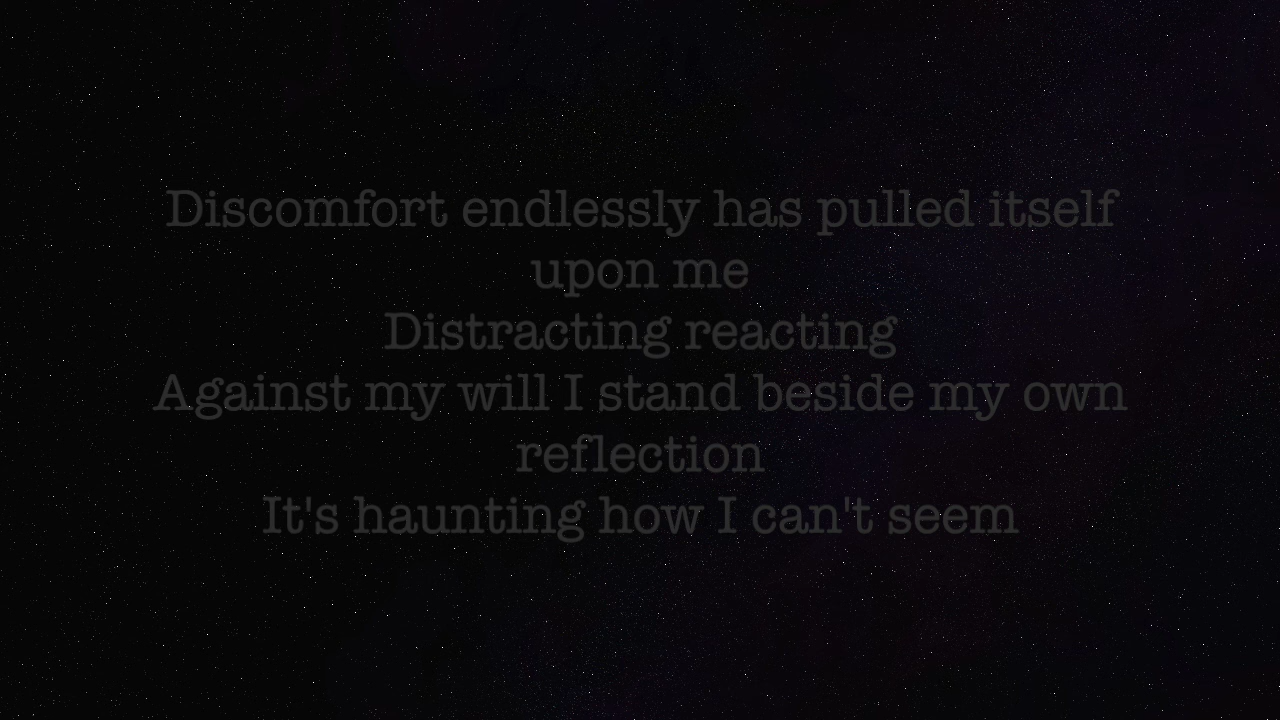 Discomfort endlessly has pulled itself
upon me
Distracting reacting
Against my will I stand beside my own
reflection
It's haunting how I can't seem